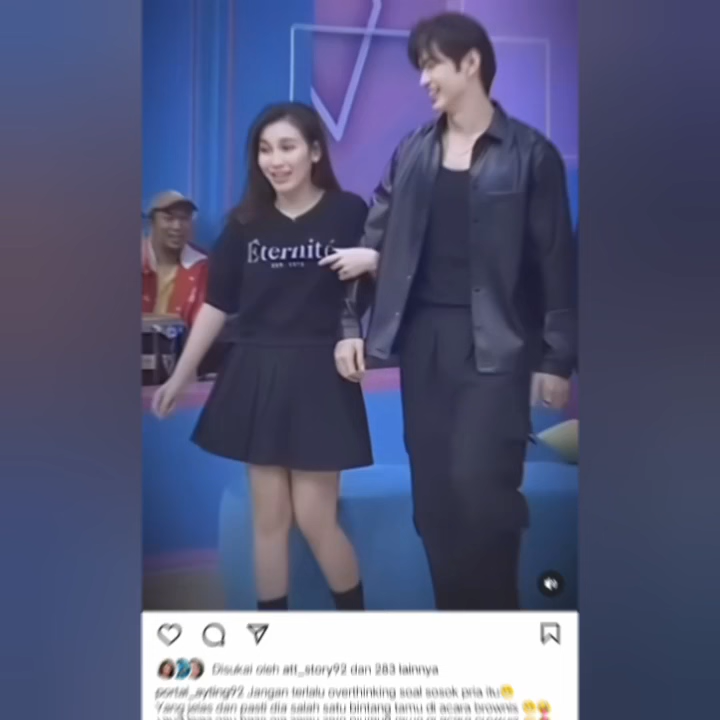 Éternité
Disukai oleh att_story92 dan 283 lainnya
portal_ayting92 Jangan terlalu overthinking soal sosok pria itu😁
Yang jelas dan pasti dia salah satu bintang tamu di acara brownis